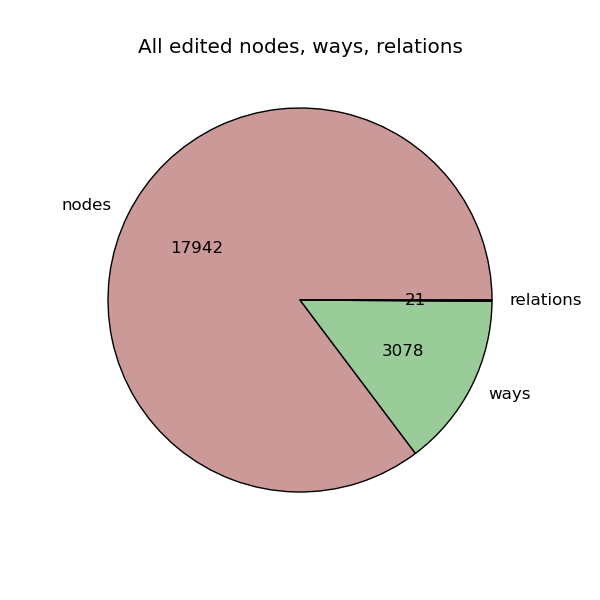 All edited nodes, ways, relations
nodes
17942
21
relations
3078
ways